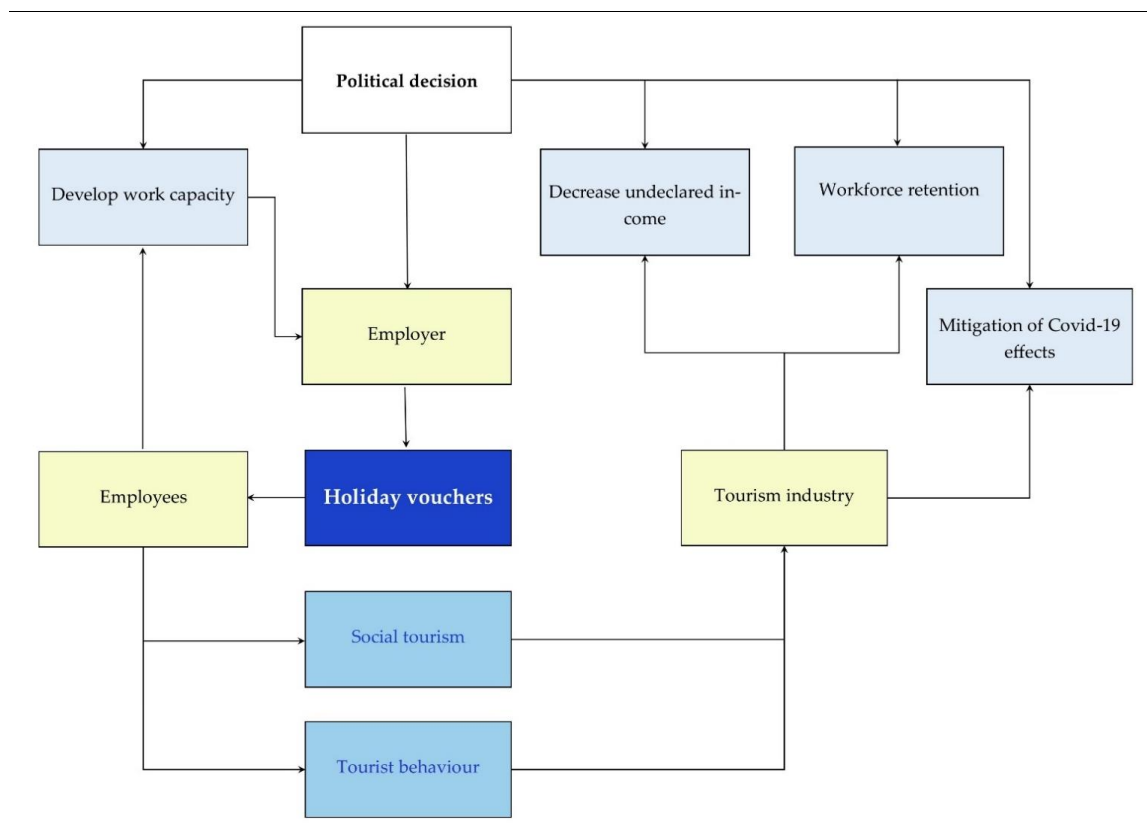 Political decision
Develop work capacity
Decrease undeclared in-
come
Workforce retention
Employer
Mitigation of Covid-19
effects
Employees
Holiday vouchers
Tourism industry
Social tourism
Tourist behaviour